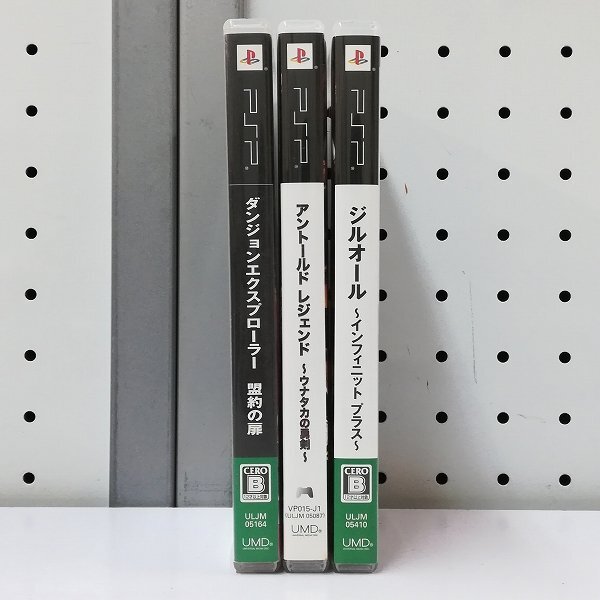 PSP
ダンジョンエクスプローラー 盟約の扉
CERO
B
ULJM
05164
UMD
PSP
アントールド レジェンド ～ウナタカの勇剣～
VP015-J1
(ULJM 05087)
UMD
PSP
ジルオール
～インフィニット プラス～
CERO
B
ULJM
05410
UMD